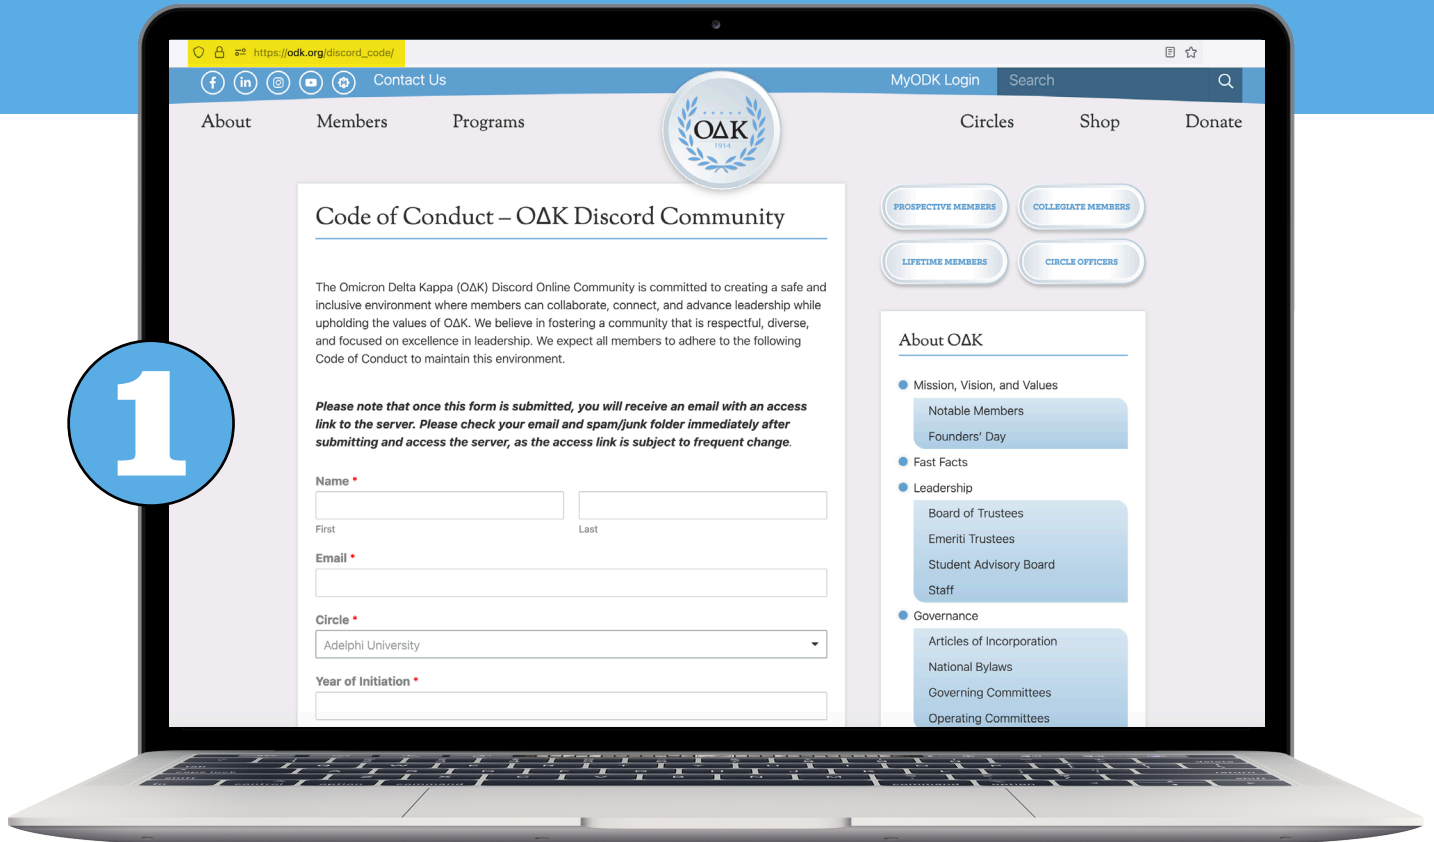 https://odk.org/discord_code/
Contact Us
MyODK Login
Search
About
Members
Programs
ΟΔΚ
1914
Circles
Shop
Donate
Code of Conduct – ΟΔΚ Discord Community
The Omicron Delta Kappa (OΔK) Discord Online Community is committed to creating a safe and
inclusive environment where members can collaborate, connect, and advance leadership while
upholding the values of OΔK. We believe in fostering a community that is respectful, diverse,
and focused on excellence in leadership. We expect all members to adhere to the following
Code of Conduct to maintain this environment.
Please note that once this form is submitted, you will receive an email with an access
link to the server. Please check your email and spam/junk folder immediately after
submitting and access the server, as the access link is subject to frequent change.
Name *
First
Last
Email *
Circle *
Adelphi University
Year of Initiation *
PROSPECTIVE MEMBERS
COLLEGIATE MEMBERS
LIFETIME MEMBERS
CIRCLE OFFICERS
About ΟΔΚ
Mission, Vision, and Values
Notable Members
Founders' Day
Fast Facts
Leadership
Board of Trustees
Emeriti Trustees
Student Advisory Board
Staff
Governance
Articles of Incorporation
National Bylaws
Governing Committees
Operating Committees
1